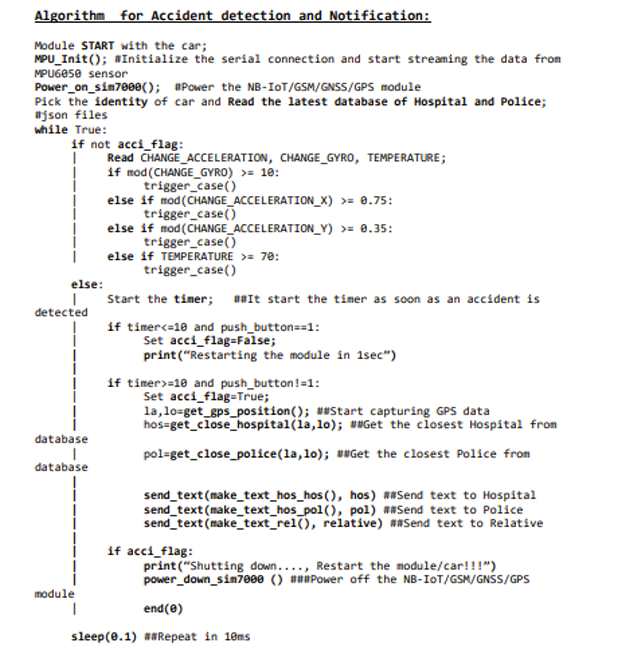 Algorithm for Accident detection and Notification:
Module START with the car;
MPU_Init(); #Initialize the serial connection and start streaming the data from
MPU6050 sensor
Power_on_sim7000(); #Power the NB-IoT/GSM/GNSS/GPS module
Pick the identity of car and Read the latest database of Hospital and Police;
#json files
while True:
if not acci_flag:
| Read CHANGE_ACCELERATION, CHANGE_GYRO, TEMPERATURE;
| if mod(CHANGE_GYRO) >= 10:
| trigger_case()
| else if mod(CHANGE_ACCELERATION_X) >= 0.75:
| trigger_case()
| else if mod(CHANGE_ACCELERATION_Y) >= 0.35:
| trigger_case()
| else if TEMPERATURE >= 70:
trigger_case()
else:
| Start the timer; ##It start the timer as soon as an accident is
detected
| if timer<=10 and push_button==1:
| Set acci_flag=False;
| print(“Restarting the module in 1sec”)
|
| if timer>=10 and push_button!=1:
| Set acci_flag=True;
| la,lo=get_gps_position(); ##Start capturing GPS data
| hos=get_close_hospital(la,lo); ##Get the closest Hospital from
database
| pol=get_close_police(la,lo); ##Get the closest Police from
database
|
| send_text(make_text_hos_hos(), hos) ##Send text to Hospital
| send_text(make_text_hos_pol(), pol) ##Send text to Police
| send_text(make_text_rel(), relative) ##Send text to Relative
|
| if acci_flag:
| print(“Shutting down...., Restart the module/car!!!”)
| power_down_sim7000 () ###Power off the NB-IoT/GSM/GNSS/GPS
module
| end(0)
sleep(0.1) ##Repeat in 10ms